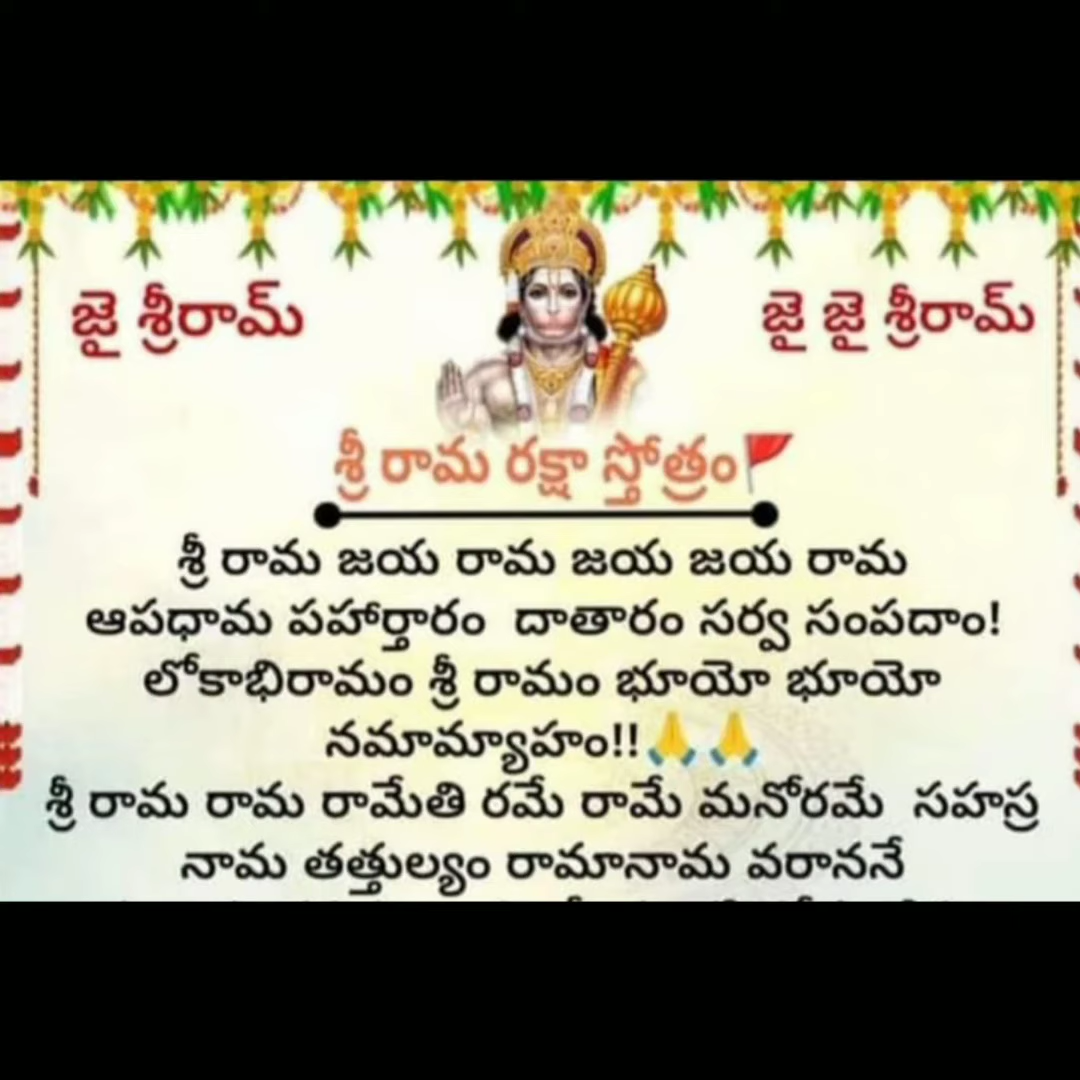 జై శ్రీరామ్
జై జై శ్రీరామ్
శ్రీ రామ రక్షా స్తోత్రం
శ్రీ రామ జయ రామ జయ జయ రామ
ఆపధామ పహార్తారం దాతారం సర్వ సంపదాం!
లోకాభిరామం శ్రీ రామం భూయో భూయో
నమామ్యాహం!!🙏🙏
శ్రీ రామ రామ రామేతి రమే రామే మనోరమే సహస్ర
నామ తత్తుల్యం రామానామ వరాననే